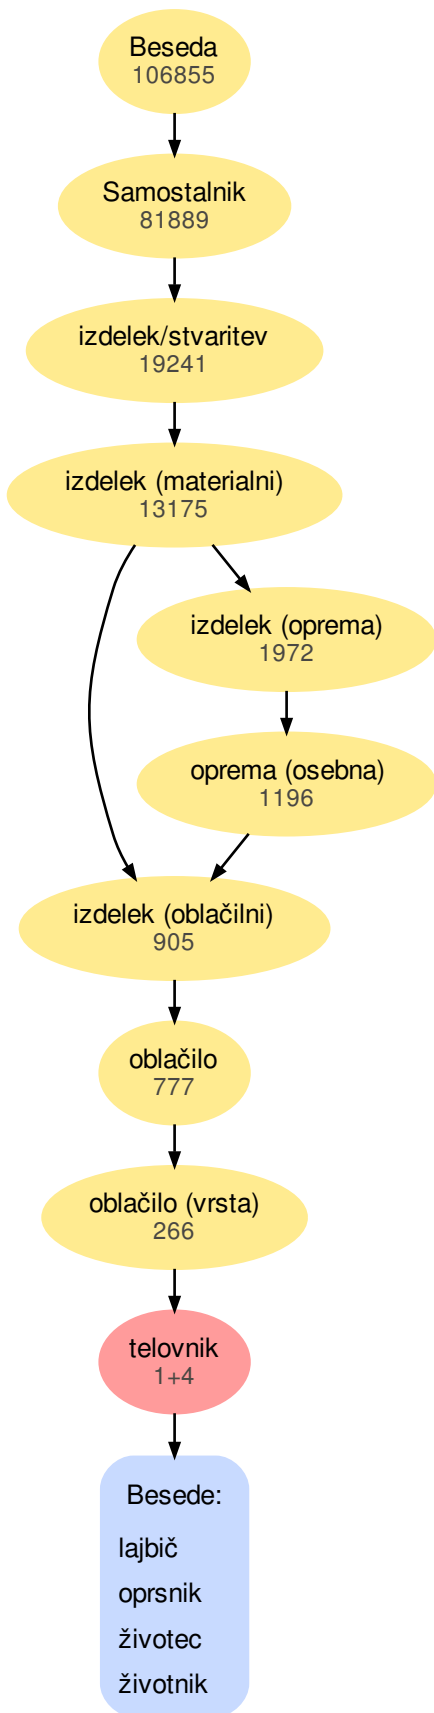 Beseda
106855
Samostalnik
81889
izdelek/stvaritev
19241
izdelek (materialni)
13175
izdelek (oprema)
1972
oprema (osebna)
1196
izdelek (oblačilni)
905
oblačilo
777
oblačilo (vrsta)
266
telovnik
1+4
Besede:
lajbič
oprsnik
životec
životnik